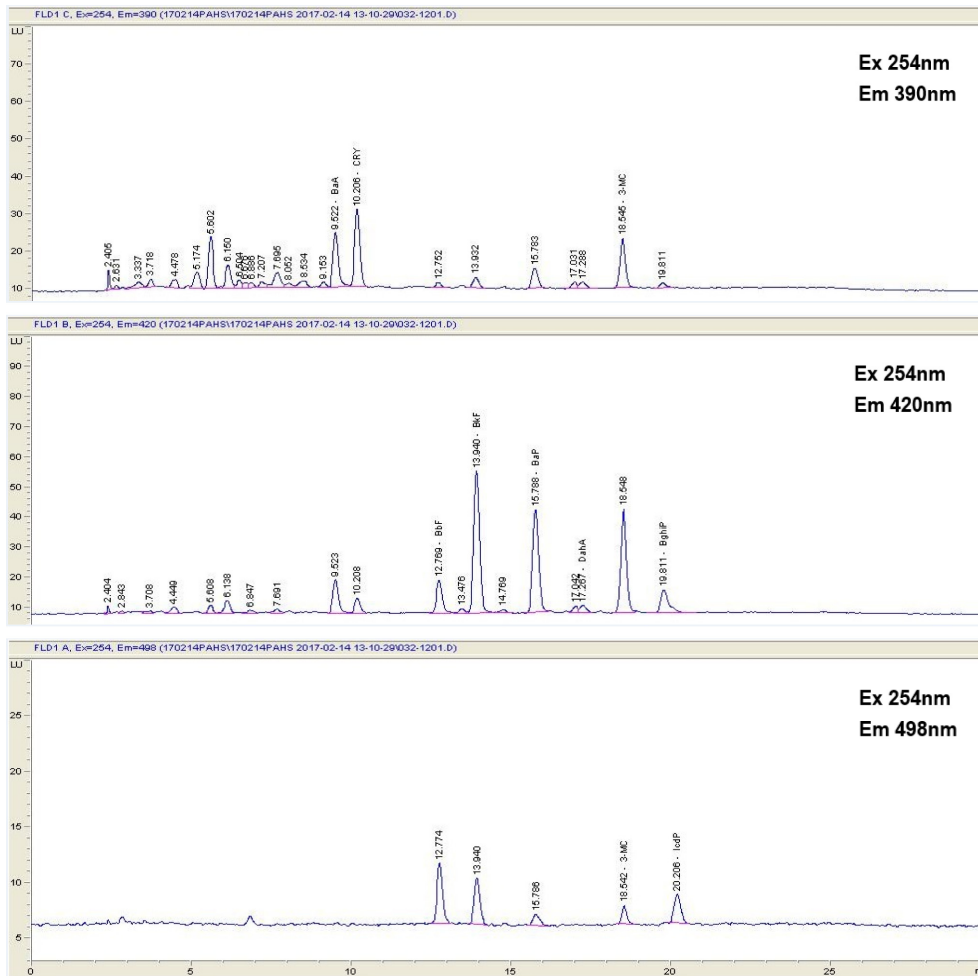 FLD1 C, Ex=254, Em=390 (170214PAHS\170214PAHS 2017-02-14 13-10-29\032-1201.D)
LU
Ex 254nm
Em 390nm
70
60
50
40
30
20
10
2.405
2.631
3.337
3.718
4.478
5.174
5.602
6.150
6.504
6.886
7.207
7.695
8.052
8.534
9.153
9.522 - BaA
10.206 - CRY
12.752
13.932
15.783
17.031
17.288
18.545 - 3-MC
19.811
FLD1 B, Ex=254, Em=420 (170214PAHS\170214PAHS 2017-02-14 13-10-29\032-1201.D)
LU
Ex 254nm
Em 420nm
90
80
70
60
50
40
30
20
10
2.404
2.843
3.708
4.449
5.608
6.138
6.847
7.691
9.523
10.208
12.769 - BbF
13.476
13.940 - BkF
14.769
15.788 - BaP
17.042
17.267 - DahA
18.548
19.811 - BghiP
FLD1 A, Ex=254, Em=498 (170214PAHS\170214PAHS 2017-02-14 13-10-29\032-1201.D)
LU
Ex 254nm
Em 498nm
25
20
15
10
5
12.774
13.940
15.786
18.542 - 3-MC
20.206 - IcdP
0
5
10
15
20
25